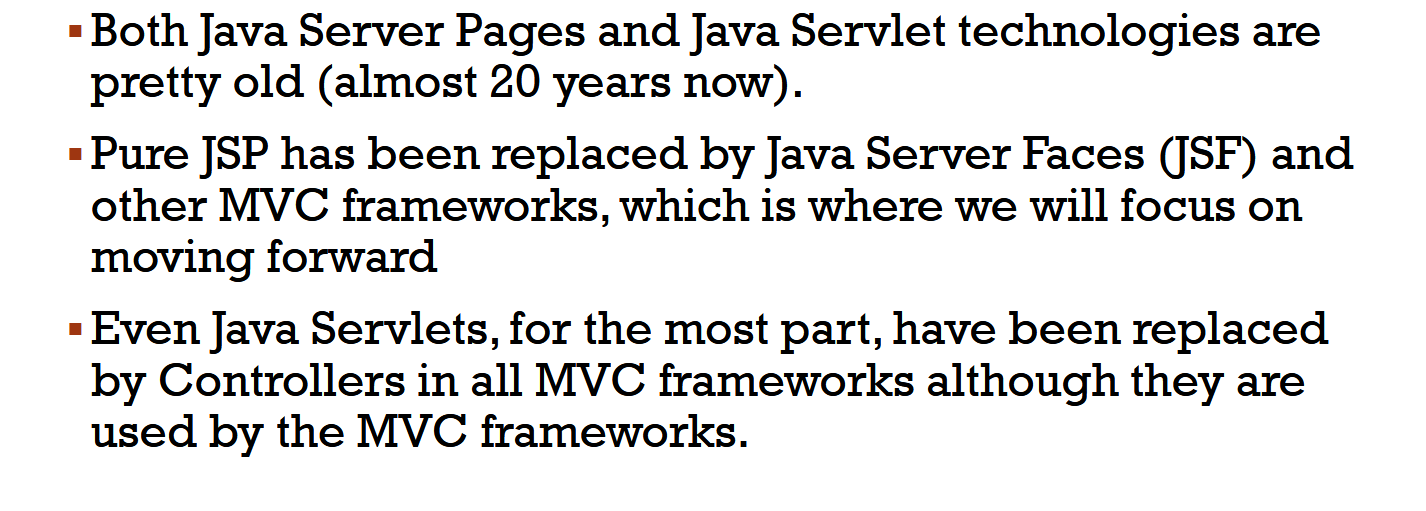 ▪Both Java Server Pages and Java Servlet technologies are
pretty old (almost 20 years now).
▪Pure JSP has been replaced by Java Server Faces (JSF) and
other MVC frameworks, which is where we will focus on
moving forward
▪Even Java Servlets, for the most part, have been replaced
by Controllers in all MVC frameworks although they are
used by the MVC frameworks.